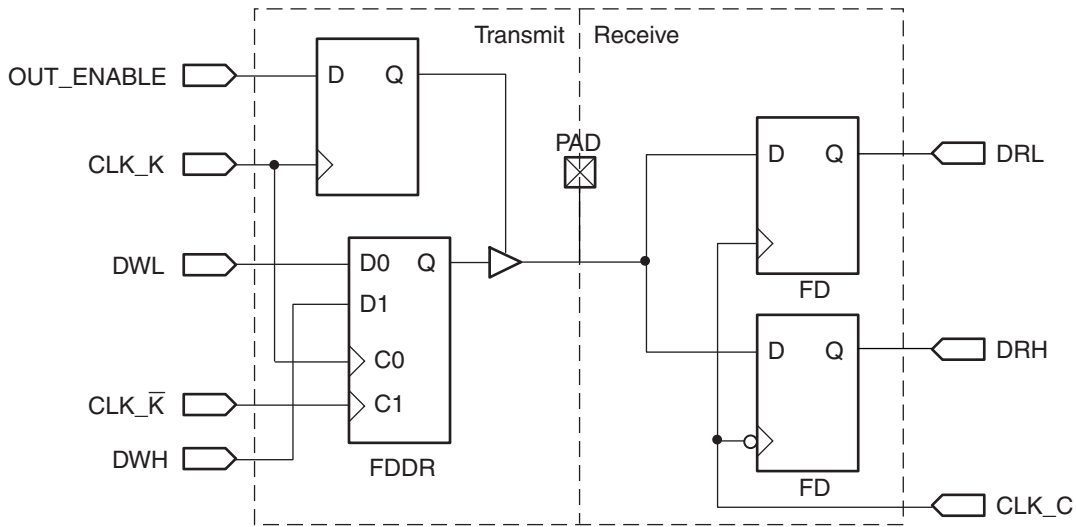 Transmit
Receive
OUT_ENABLE
D Q
CLK_K
PAD
D Q
DRL
FD
DWL
D0 Q
D1
C0
CLK_K̅
C1
DWH
FDDR
D Q
DRH
FD
CLK_C